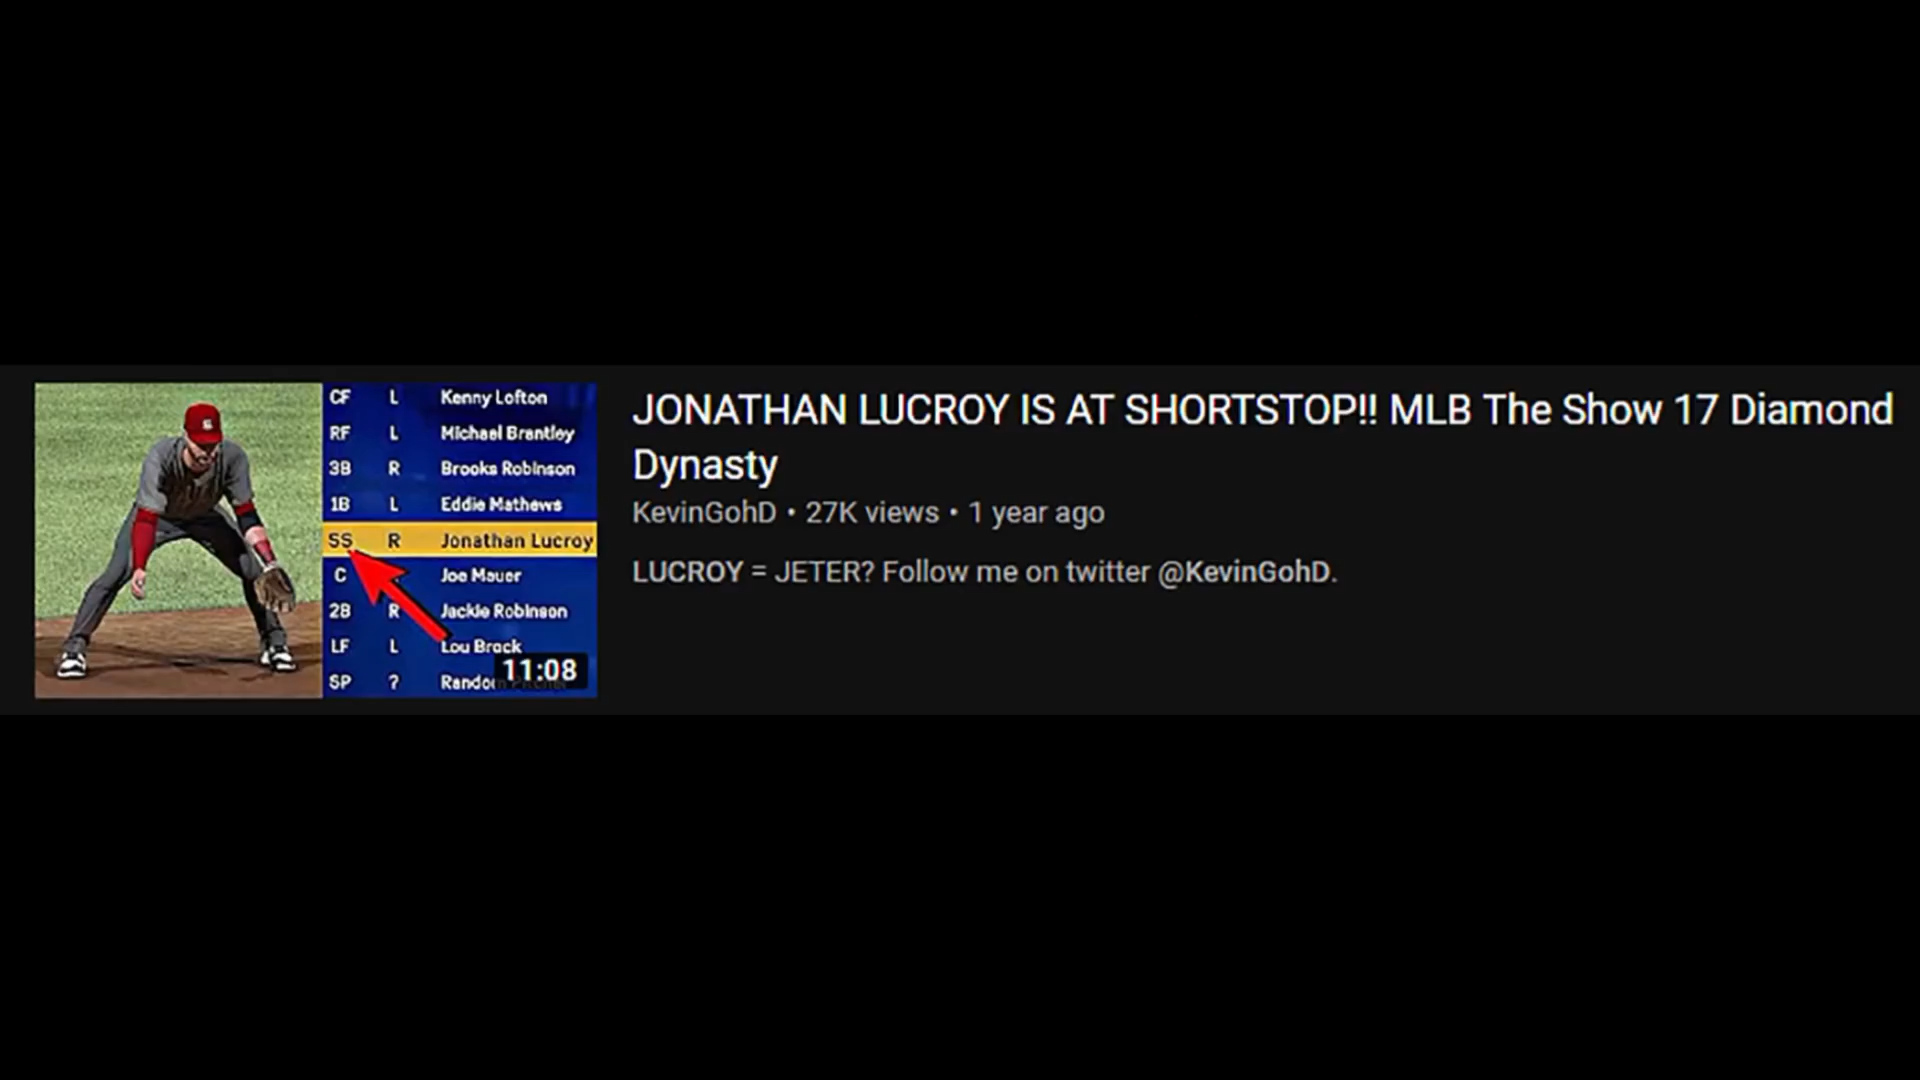 CF L Kenny Lofton
RF L Michael Brantley
3B R Brooks Robinson
1B L Eddie Mathews
SS R Jonathan Lucroy
C Joe Mauer
2B R Jackie Robinson
LF L Lou Brock
SP ? Random
11:08
JONATHAN LUCROY IS AT SHORTSTOP!! MLB The Show 17 Diamond
Dynasty
KevinGohD • 27K views • 1 year ago
LUCROY = JETER? Follow me on twitter @KevinGohD.